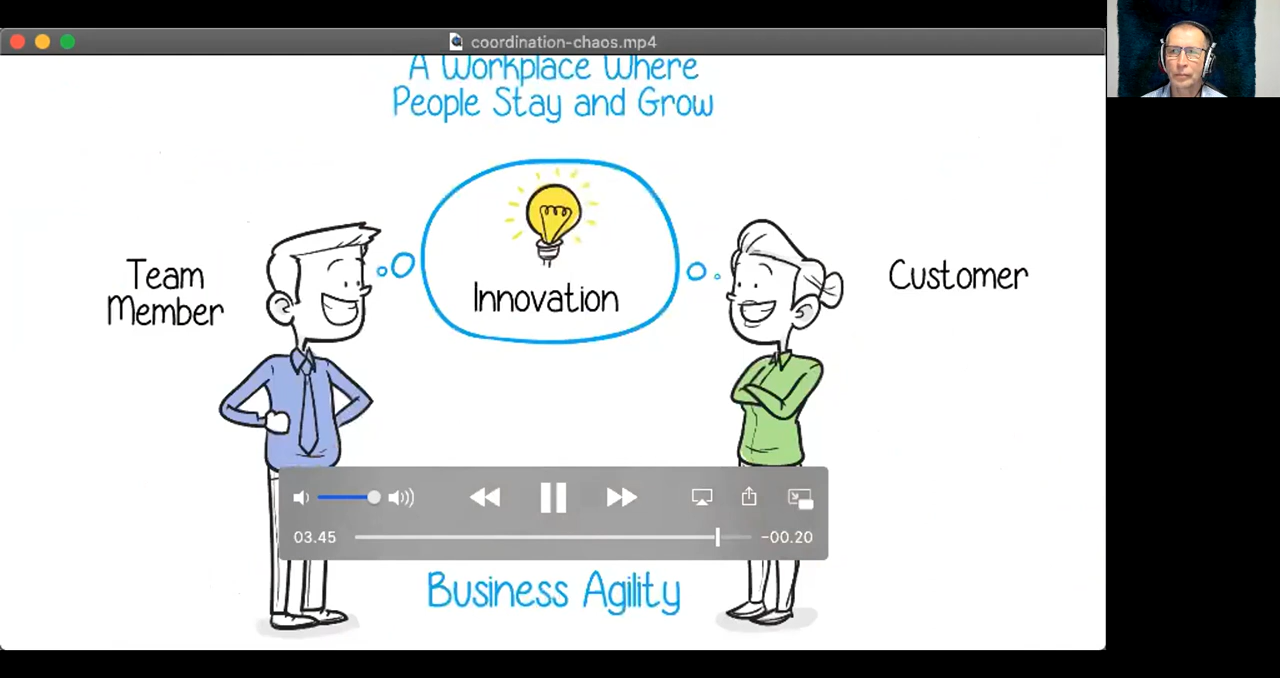 coordination-chaos.mp4
A Workplace Where
People Stay and Grow
Team
Member
Innovation
Customer
03.45
-00.20
Business Agility